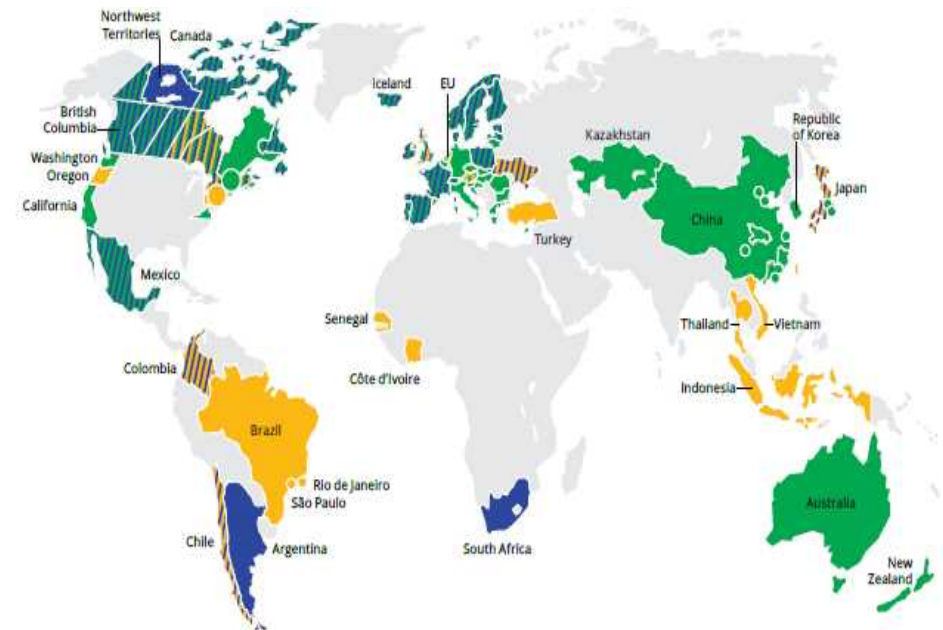 Northwest
Territories
Canada
British
Columbia
Washington
Oregon
California
Mexico
Iceland
EU
Kazakhstan
Republic
of Korea
Japan
China
Turkey
Senegal
Côte d'Ivoire
Thailand
Vietnam
Indonesia
Colombia
Brazil
Rio de Janeiro
São Paulo
Chile
Argentina
South Africa
Australia
New
Zealand